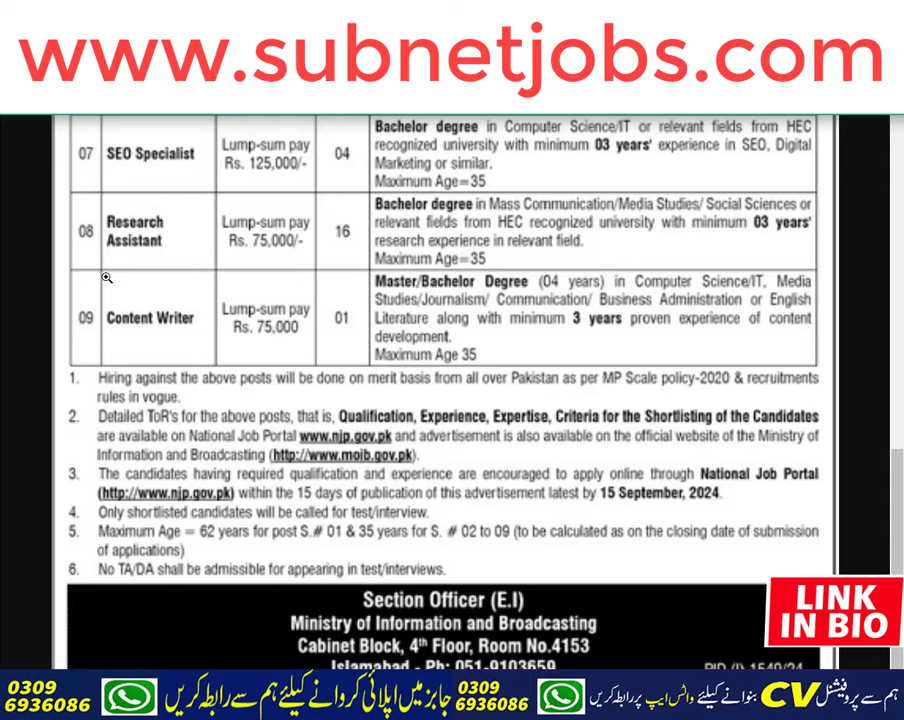 www.subnetjobs.com
07 SEO Specialist Lump-sum pay Rs. 125,000/- 04
Bachelor degree in Computer Science/IT or relevant fields from HEC
recognized university with minimum 03 years' experience in SEO, Digital
Marketing or similar.
Maximum Age=35
08 Research Assistant Lump-sum pay Rs. 75,000/- 16
Bachelor degree in Mass Communication/Media Studies/ Social Sciences or
relevant fields from HEC recognized university with minimum 03 years'
research experience in relevant field.
Maximum Age=35
09 Content Writer Lump-sum pay Rs. 75,000 01
Master/Bachelor Degree (04 years) in Computer Science/IT, Media
Studies/Journalism/ Communication/ Business Administration or English
Literature along with minimum 3 years proven experience of content
development.
Maximum Age 35
1. Hiring against the above posts will be done on merit basis from all over Pakistan as per MP Scale policy-2020 & recruitments
rules in vogue.
2. Detailed ToR's for the above posts, that is, Qualification, Experience, Expertise, Criteria for the Shortlisting of the Candidates
are available on National Job Portal www.njp.gov.pk and advertisement is also available on the official website of the Ministry of
Information and Broadcasting (http://www.moib.gov.pk).
3. The candidates having required qualification and experience are encouraged to apply online through National Job Portal
(http://www.njp.gov.pk) within the 15 days of publication of this advertisement latest by 15 September, 2024.
4. Only shortlisted candidates will be called for test/interview.
5. Maximum Age = 62 years for post S.# 01 & 35 years for S. # 02 to 09 (to be calculated as on the closing date of submission
of applications)
6. No TA/DA shall be admissible for appearing in test/interviews.
Section Officer (E.I)
Ministry of Information and Broadcasting
Cabinet Block, 4th Floor, Room No.4153
Islamabad - Ph: 051-9103659
PID (I) 1549/24
LINK
IN BIO
ہم سے پروفیشنل CV بنوانے کیلئے واٹس ایپ پر رابطہ کریں 0309 6936086
جابز میں اپلائی کروانے کیلئے ہم سے رابطہ کریں 0309 6936086